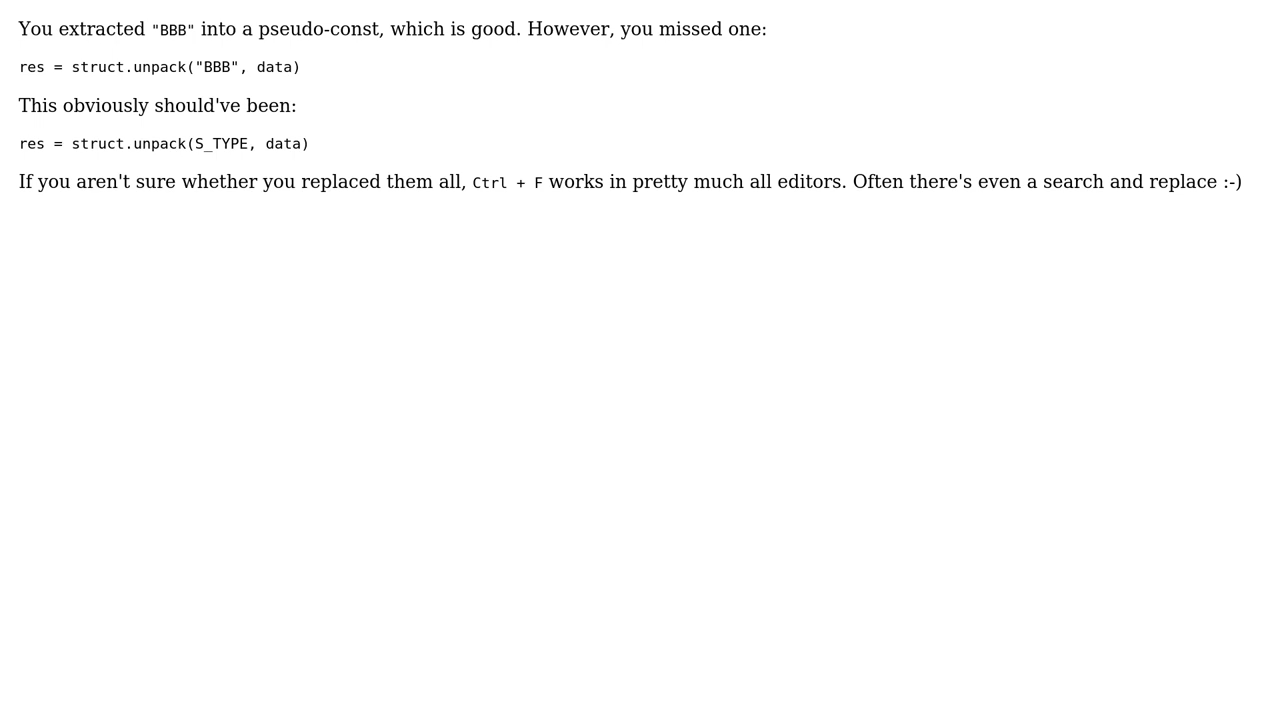 You extracted "BBB" into a pseudo-const, which is good. However, you missed one:
res = struct.unpack("BBB", data)
This obviously should've been:
res = struct.unpack(S_TYPE, data)
If you aren't sure whether you replaced them all, Ctrl + F works in pretty much all editors. Often there's even a search and replace :-)